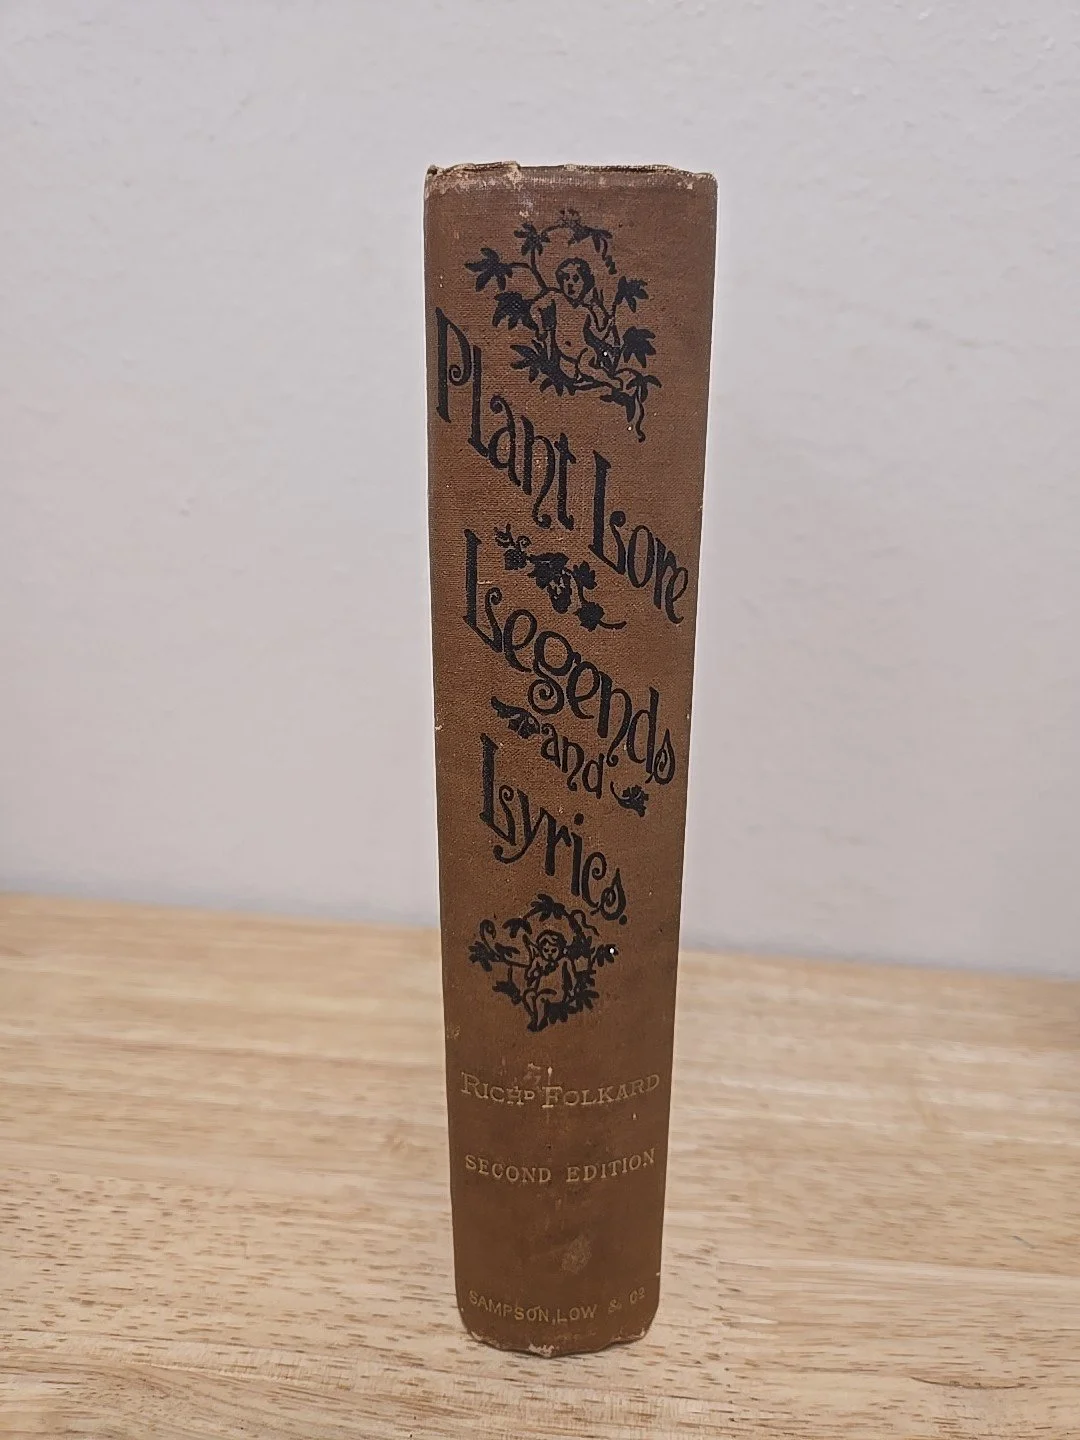 Plant Lore
Legends
and
Lyrics.
RICHD FOLKARD
SECOND EDITION
SAMPSON, LOW & Co